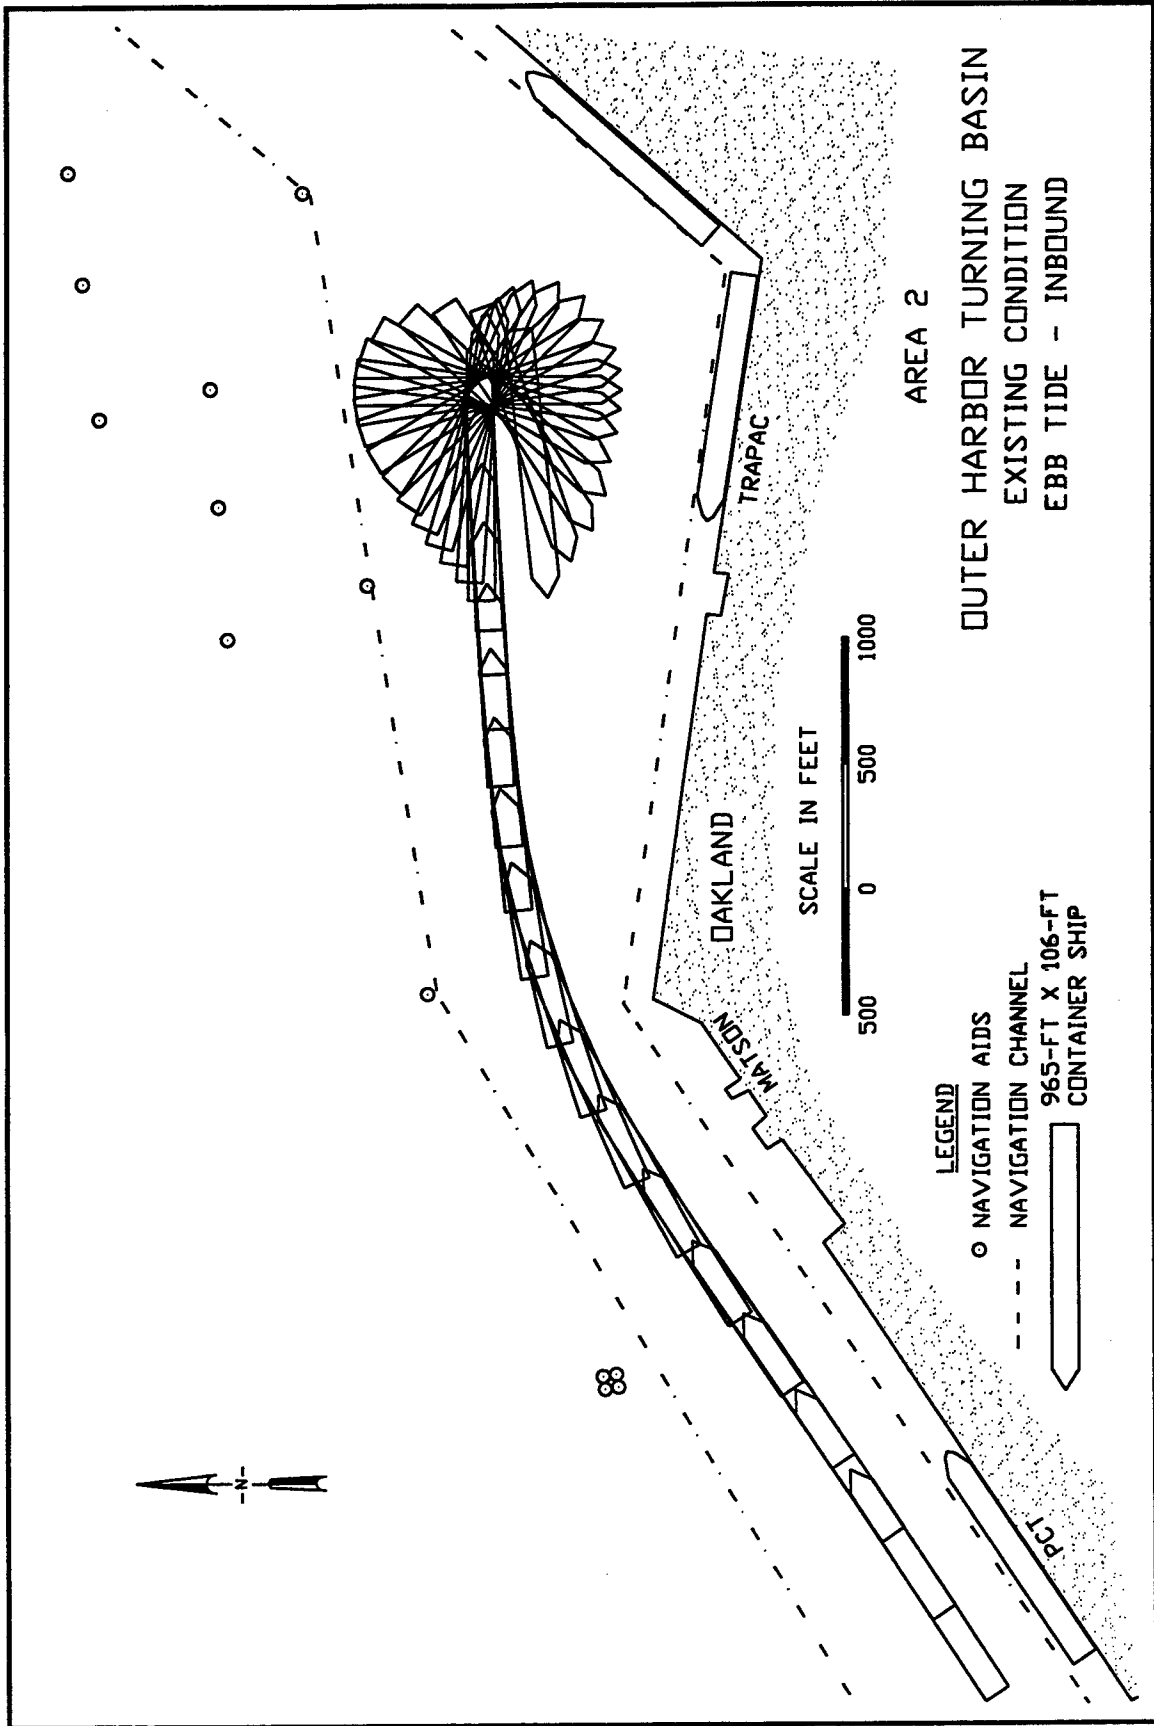 N
TRAPAC
OAKLAND
MATSON
PCT
SCALE IN FEET
500 0 500 1000
LEGEND
NAVIGATION AIDS
NAVIGATION CHANNEL
965-FT X 106-FT
CONTAINER SHIP
AREA 2
OUTER HARBOR TURNING BASIN
EXISTING CONDITION
EBB TIDE - INBOUND